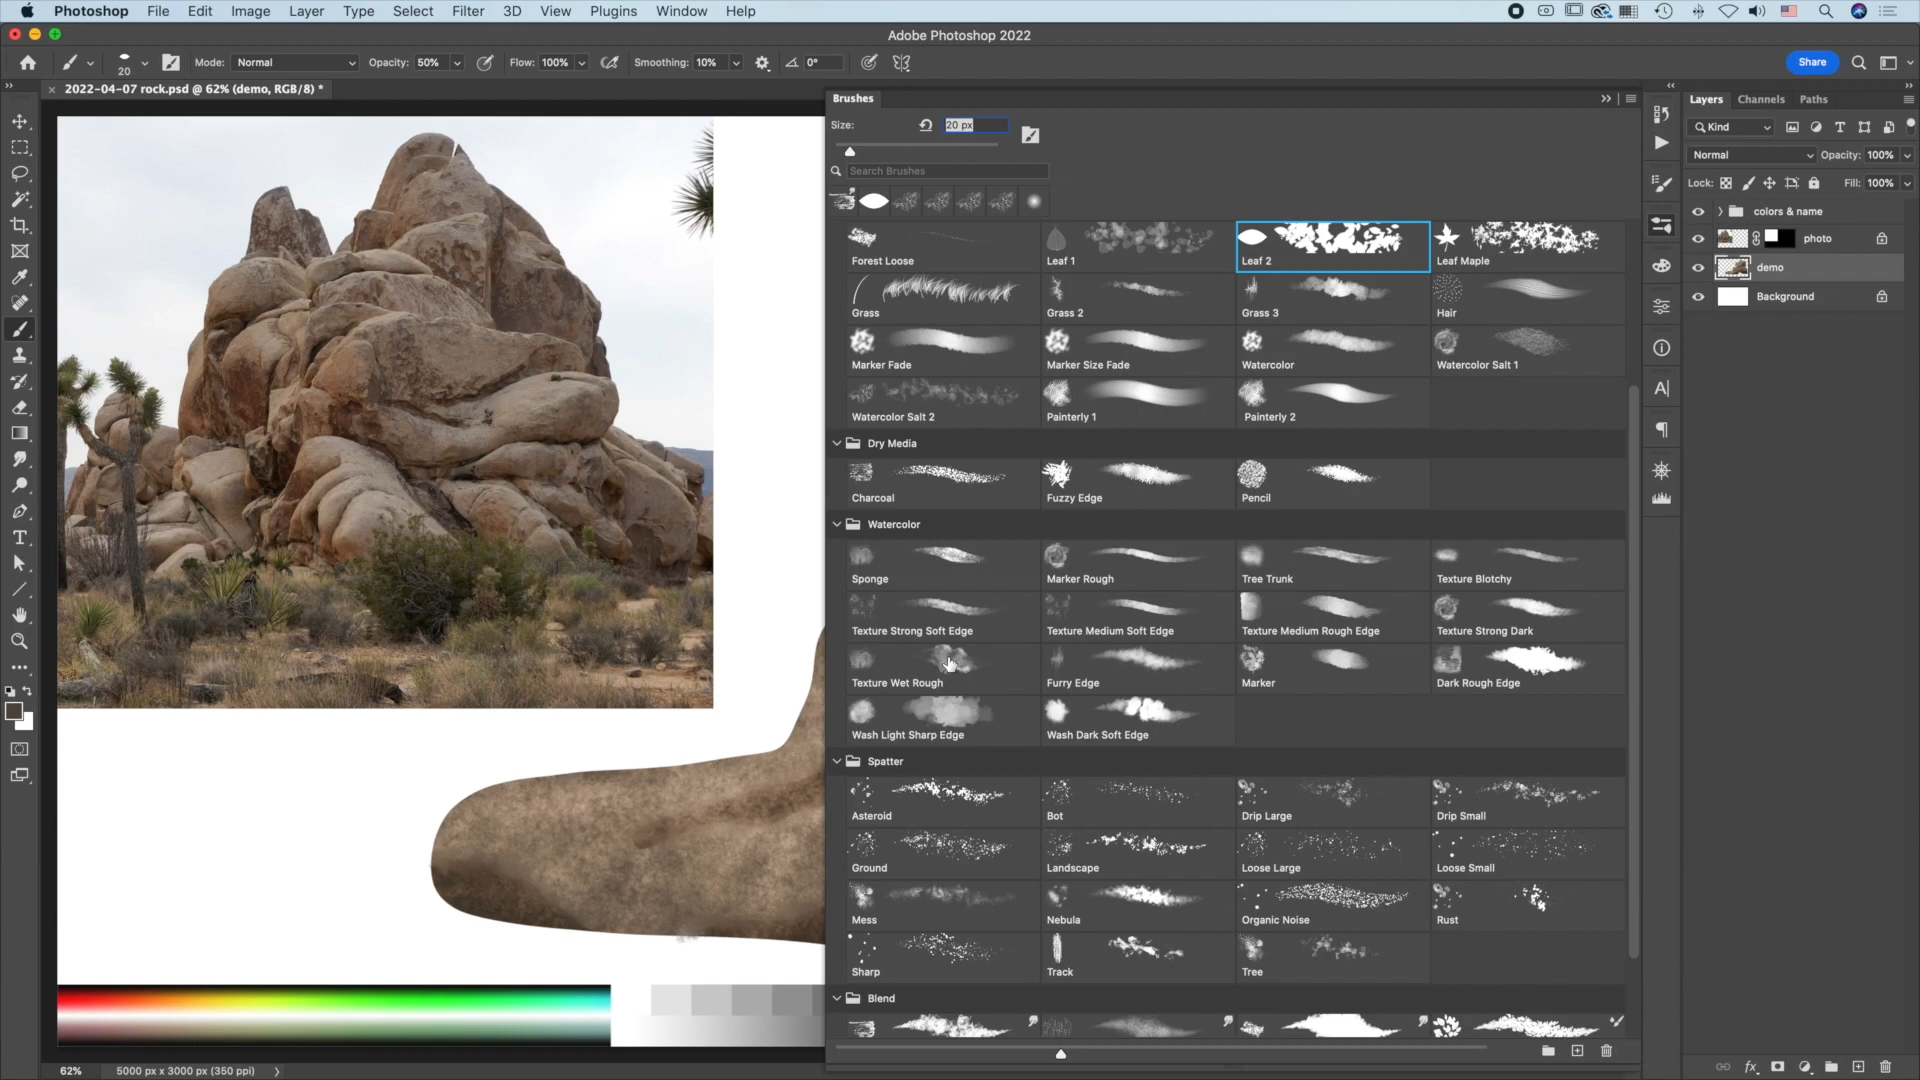 Photoshop File Edit Image Layer Type Select Filter 3D View Plugins Window Help
Adobe Photoshop 2022
20 Mode: Normal Opacity: 50% Flow: 100% Smoothing: 10% 0° Share
2022-04-07 rock.psd @ 62% (demo, RGB/8) *
Brushes
Size: 20 px
Search Brushes
Forest Loose Leaf 1 Leaf 2 Leaf Maple
Grass Grass 2 Grass 3 Hair
Marker Fade Marker Size Fade Watercolor Watercolor Salt 1
Watercolor Salt 2 Painterly 1 Painterly 2
Dry Media
Charcoal Fuzzy Edge Pencil
Watercolor
Sponge Marker Rough Tree Trunk Texture Blotchy
Texture Strong Soft Edge Texture Medium Soft Edge Texture Medium Rough Edge Texture Strong Dark
Texture Wet Rough Furry Edge Marker Dark Rough Edge
Wash Light Sharp Edge Wash Dark Soft Edge
Spatter
Asteroid Bot Drip Large Drip Small
Ground Landscape Loose Large Loose Small
Mess Nebula Organic Noise Rust
Sharp Track Tree
Blend
Layers Channels Paths
Kind
Normal Opacity: 100%
Lock: Fill: 100%
colors & name
photo
demo
Background
62% 5000 px x 3000 px (350 ppi)